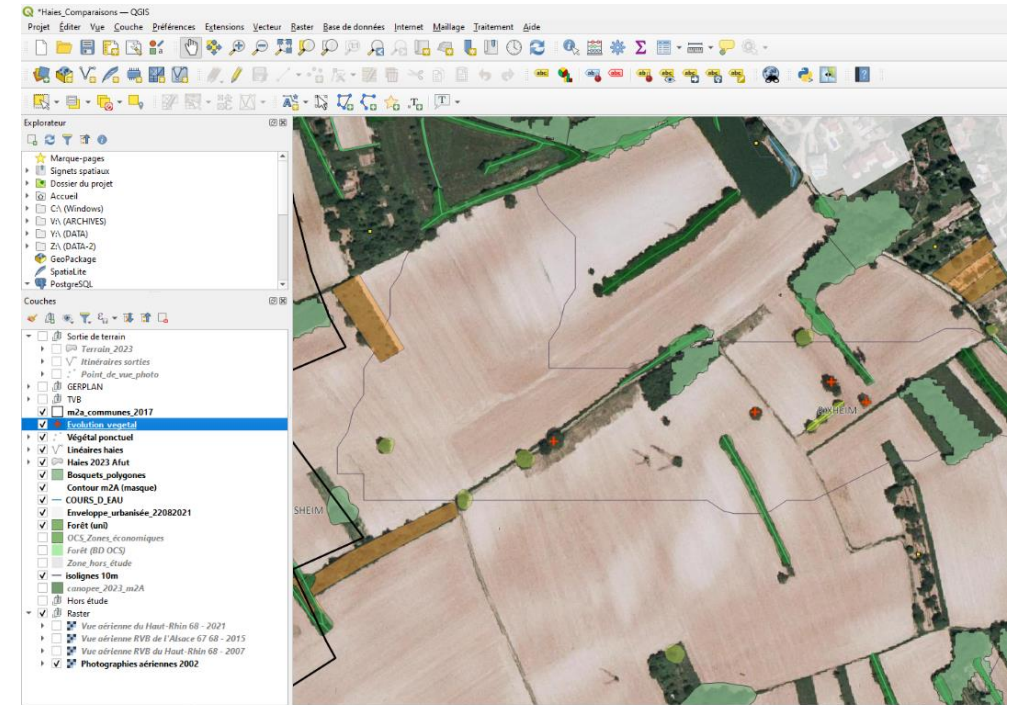 *Haies_Comparaisons — QGIS
Projet Éditer Vue Couche Préférences Extensions Vecteur Raster Base de données Internet Maillage Traitement Aide
Explorateur
Marque-pages
Signets spatiaux
Dossier du projet
Accueil
C:\ (Windows)
V:\ (ARCHIVES)
Y:\ (DATA)
Z:\ (DATA-2)
GeoPackage
SpatiaLite
PostgreSQL
Couches
Sortie de terrain
Terrain_2023
Itinéraires sorties
Point_de_vue_photo
GERPLAN
TVB
m2a_communes_2017
Evolution_vegetal
Végétal ponctuel
Linéaires haies
Haies 2023 Afut
Bosquets_polygones
Contour m2A (masque)
COURS_D_EAU
Enveloppe_urbanisée_22082021
Forêt (uni)
OCS_Zones_économiques
Forêt (BD OCS)
Zone_hors_étude
isolignes 10m
canopee_2023_m2A
Hors étude
Raster
Vue aérienne du Haut-Rhin 68 - 2021
Vue aérienne RVB de l'Alsace 67 68 - 2015
Vue aérienne RVB du Haut-Rhin 68 - 2007
Photographies aériennes 2002
SHEIM